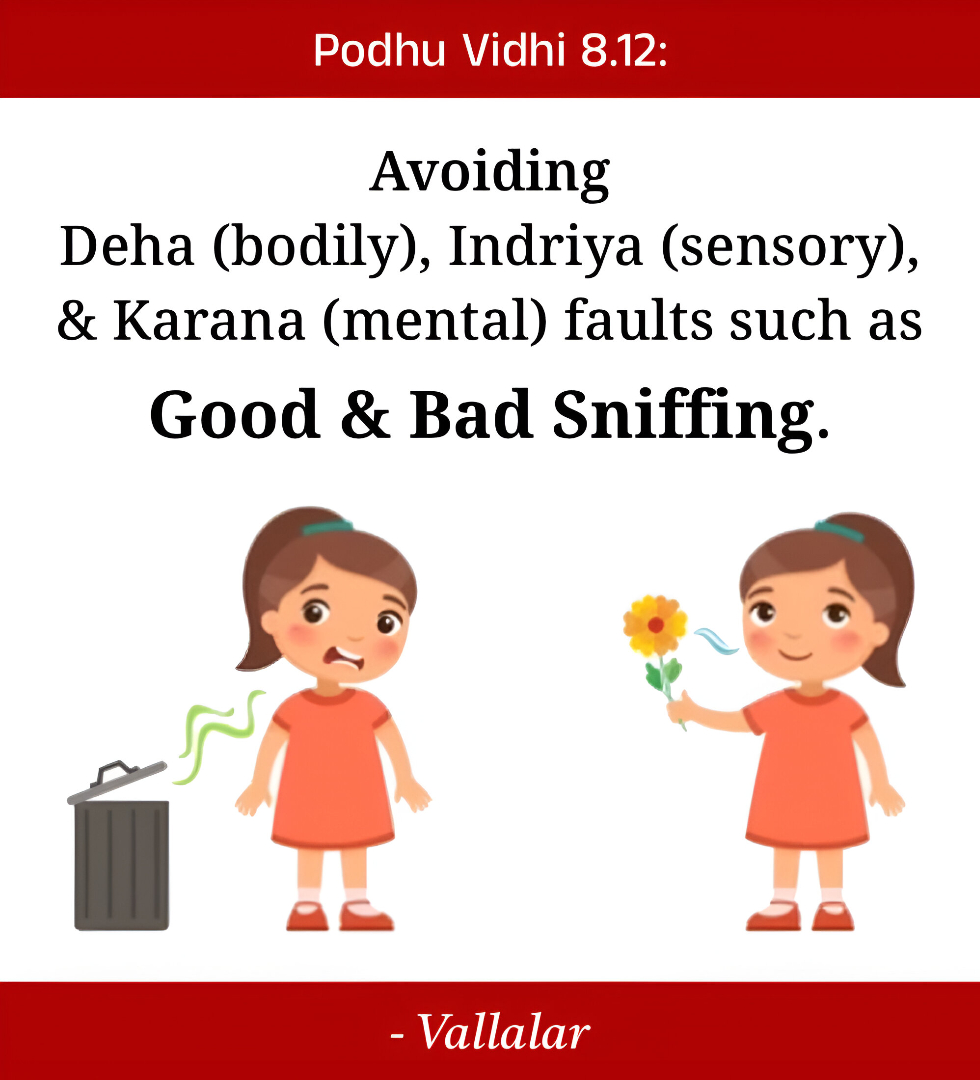 Podhu Vidhi 8.12:
Avoiding
Deha (bodily), Indriya (sensory),
& Karana (mental) faults such as
Good & Bad Sniffing.
- Vallalar